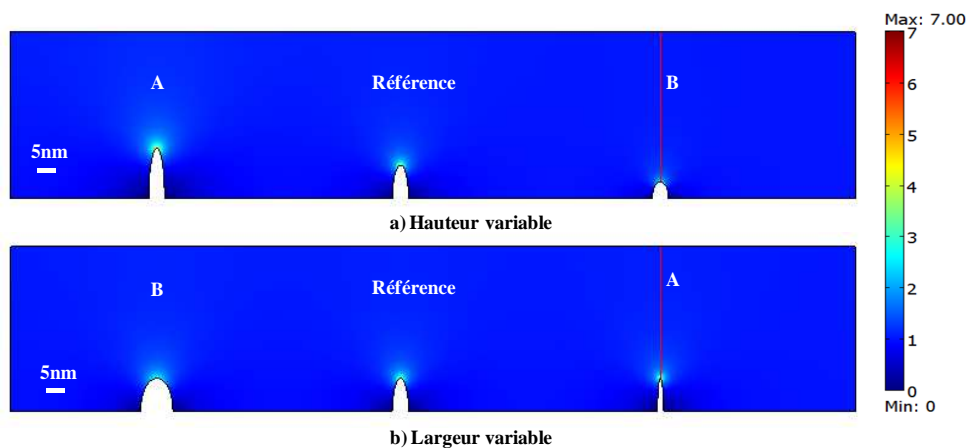 Max: 7.00
A
Référence
B
5nm
a) Hauteur variable
B
Référence
A
5nm
b) Largeur variable
7
6
5
4
3
2
1
0
Min: 0